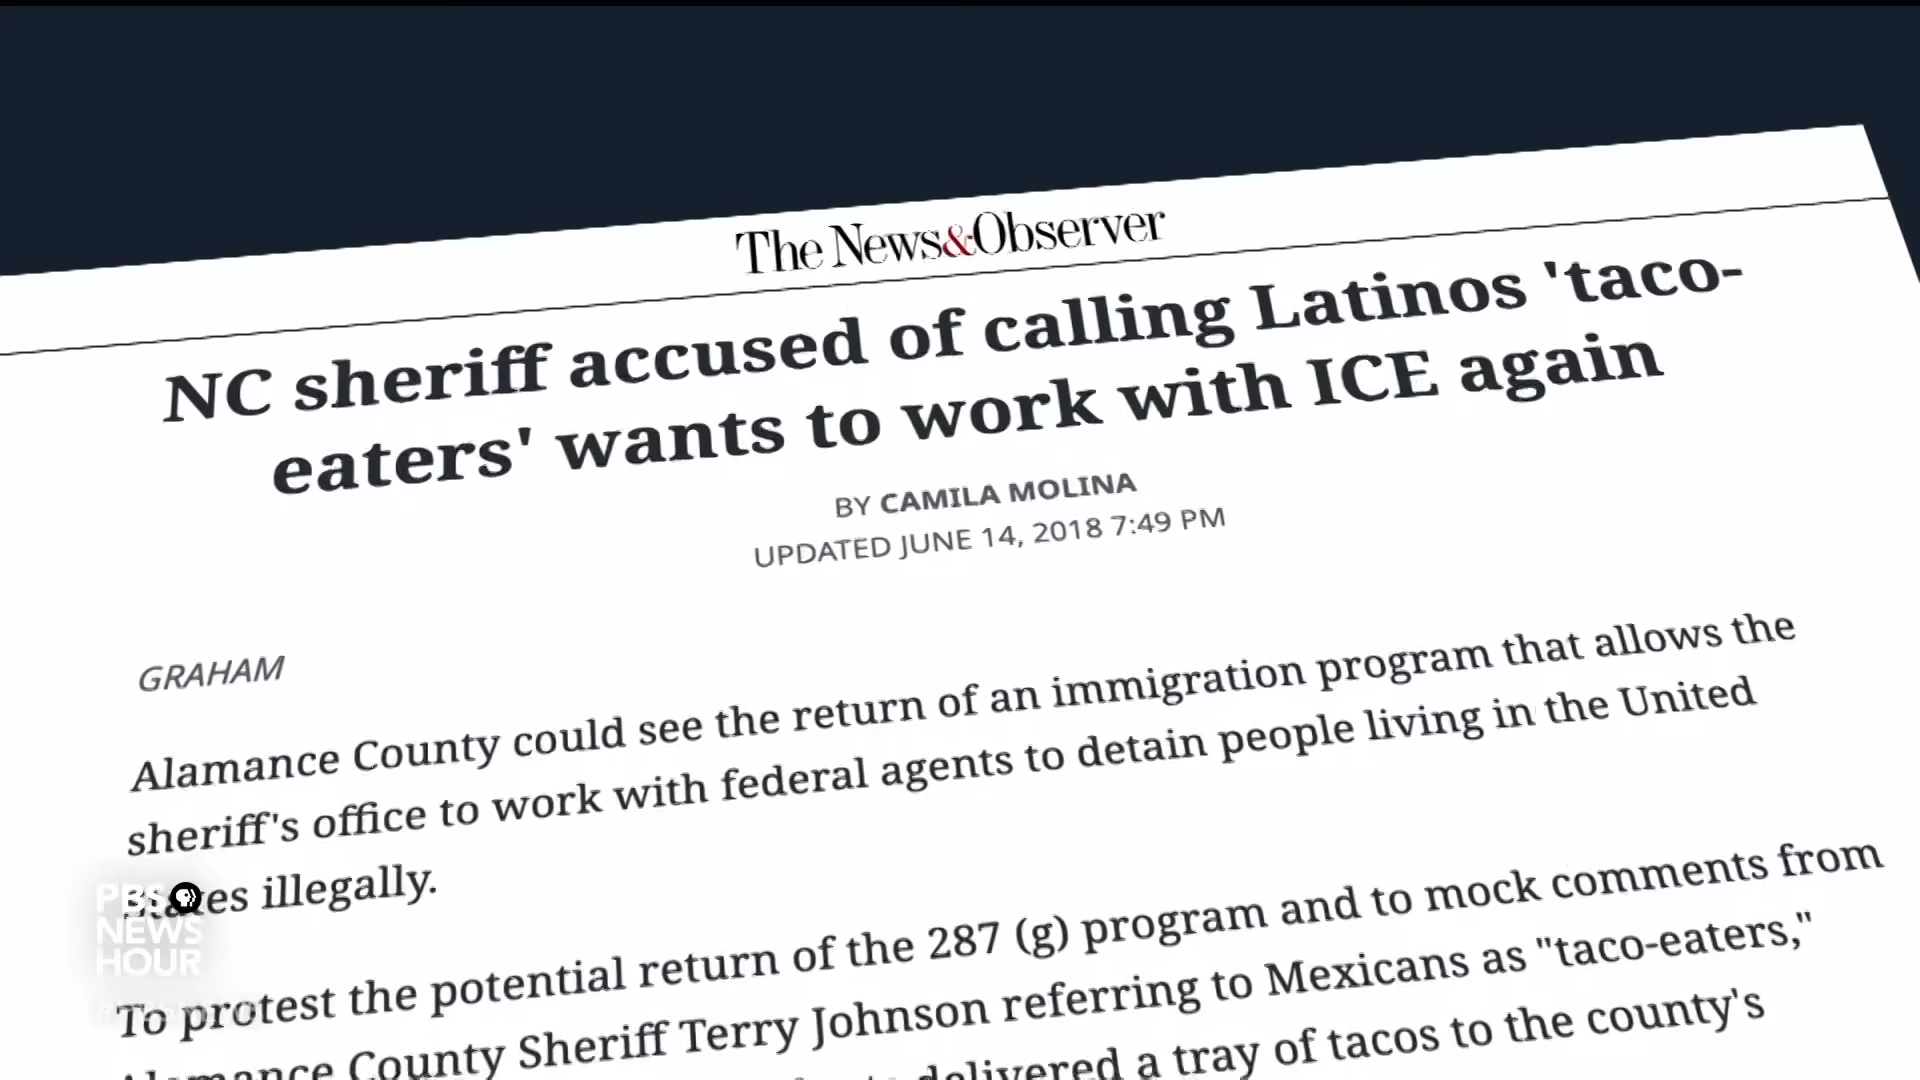 The News&Observer
NC sheriff accused of calling Latinos 'taco-
eaters' wants to work with ICE again
BY CAMILA MOLINA
UPDATED JUNE 14, 2018 7:49 PM
GRAHAM
Alamance County could see the return of an immigration program that allows the
sheriff's office to work with federal agents to detain people living in the United
States illegally.
To protest the potential return of the 287 (g) program and to mock comments from
Alamance County Sheriff Terry Johnson referring to Mexicans as "taco-eaters,"
delivered a tray of tacos to the county's
PBS
NEWS
HOUR